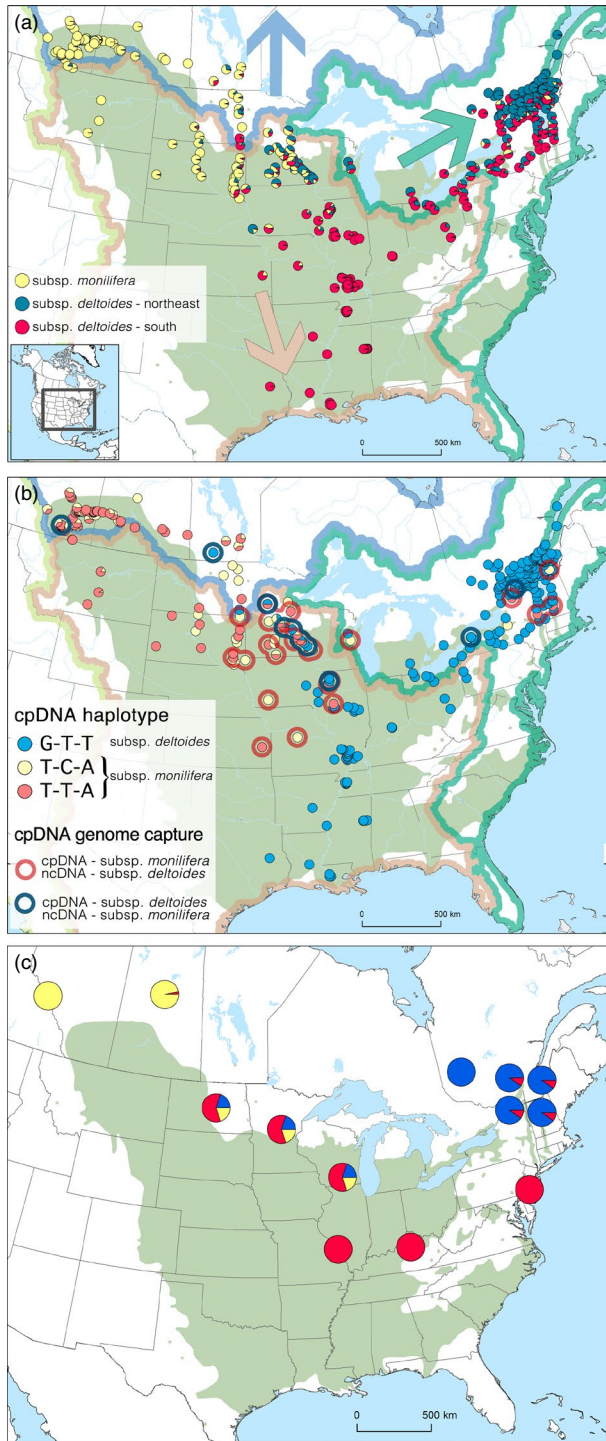 (a)
subsp. monilifera
subsp. deltoides - northeast
subsp. deltoides - south
0 500 km
(b)
cpDNA haplotype
G-T-T subsp. deltoides
T-C-A
T-T-A
} subsp. monilifera
cpDNA genome capture
cpDNA - subsp. monilifera
ncDNA - subsp. deltoides
cpDNA - subsp. deltoides
ncDNA - subsp. monilifera
0 500 km
(c)
0 500 km